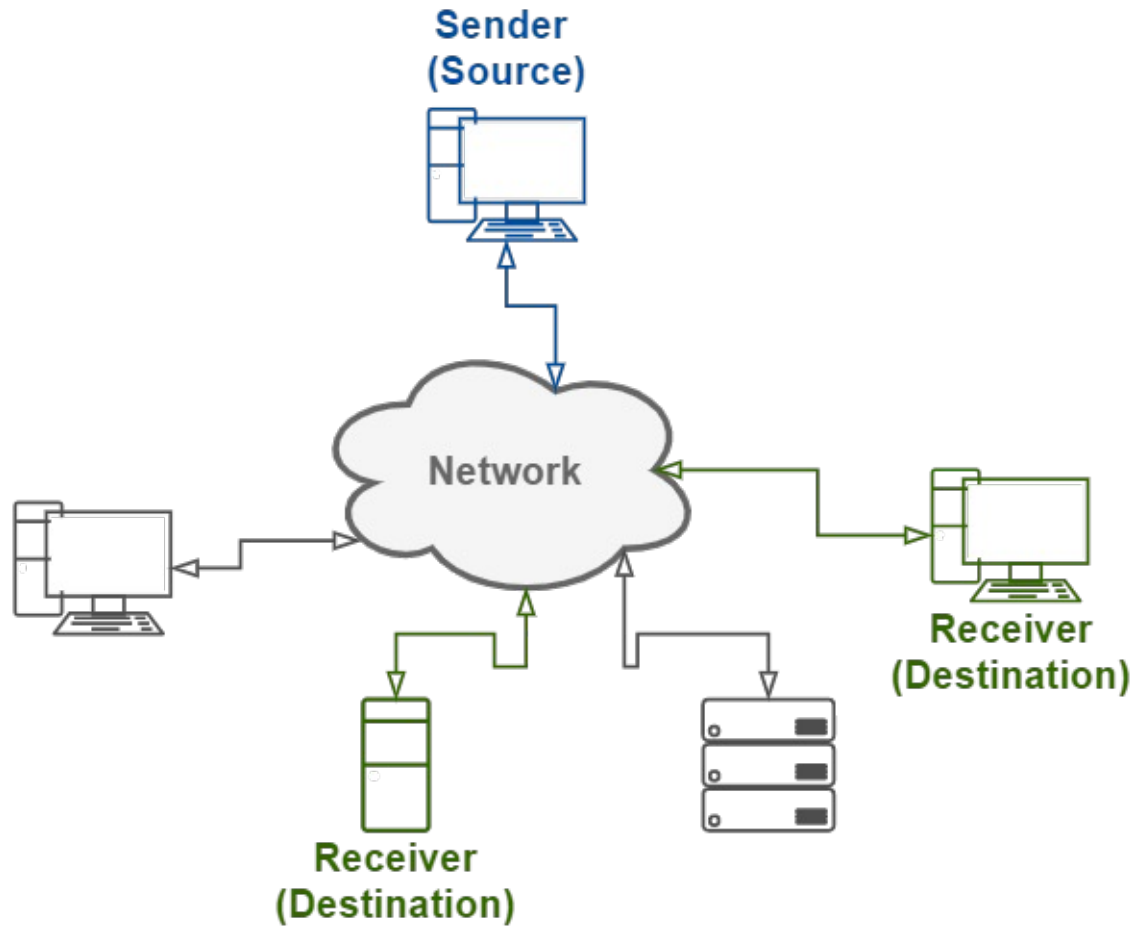 Sender
(Source)
Network
Receiver
(Destination)
Receiver
(Destination)